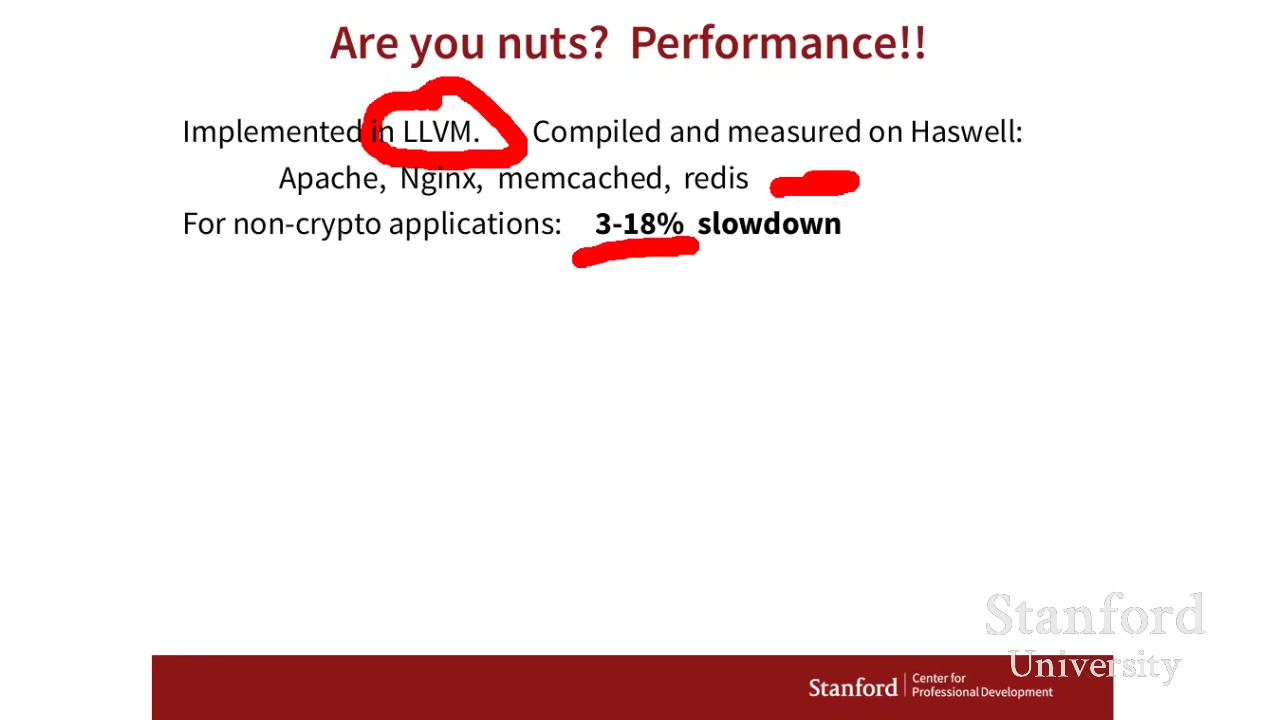 Are you nuts? Performance!!
Implemented in LLVM. Compiled and measured on Haswell:
Apache, Nginx, memcached, redis
For non-crypto applications: 3-18% slowdown
Stanford
University
Stanford Center for
Professional Development